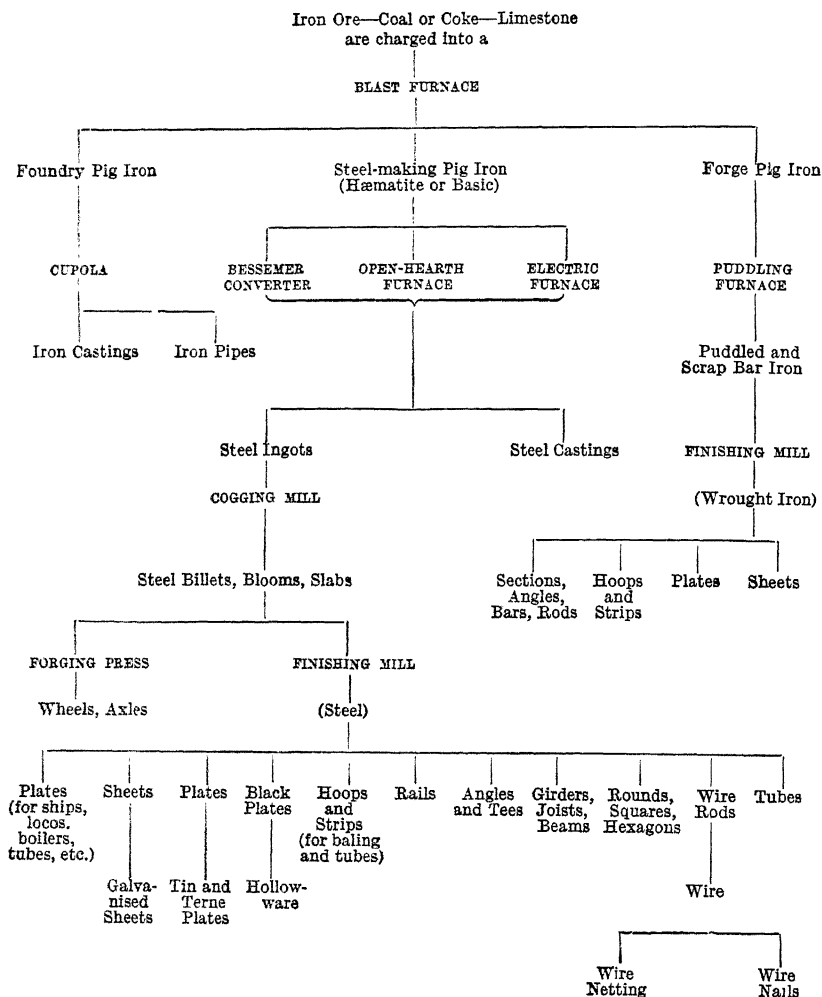 Iron Ore—Coal or Coke—Limestone
are charged into a
BLAST FURNACE
Foundry Pig Iron
Steel-making Pig Iron
(Hæmatite or Basic)
Forge Pig Iron
CUPOLA
BESSEMER
CONVERTER
OPEN-HEARTH
FURNACE
ELECTRIC
FURNACE
PUDDLING
FURNACE
Iron Castings
Iron Pipes
Puddled and
Scrap Bar Iron
Steel Ingots
Steel Castings
FINISHING MILL
COGGING MILL
(Wrought Iron)
Steel Billets, Blooms, Slabs
Sections,
Angles,
Bars, Rods
Hoops
and
Strips
Plates
Sheets
FORGING PRESS
FINISHING MILL
Wheels, Axles
(Steel)
Plates
(for ships,
locos.
boilers,
tubes, etc.)
Sheets
Plates
Black
Plates
Hoops
and
Strips
(for baling
and tubes)
Rails
Angles
and Tees
Girders,
Joists,
Beams
Rounds,
Squares,
Hexagons
Wire
Rods
Tubes
Galva-
nised
Sheets
Tin and
Terne
Plates
Hollow-
ware
Wire
Wire
Netting
Wire
Nails